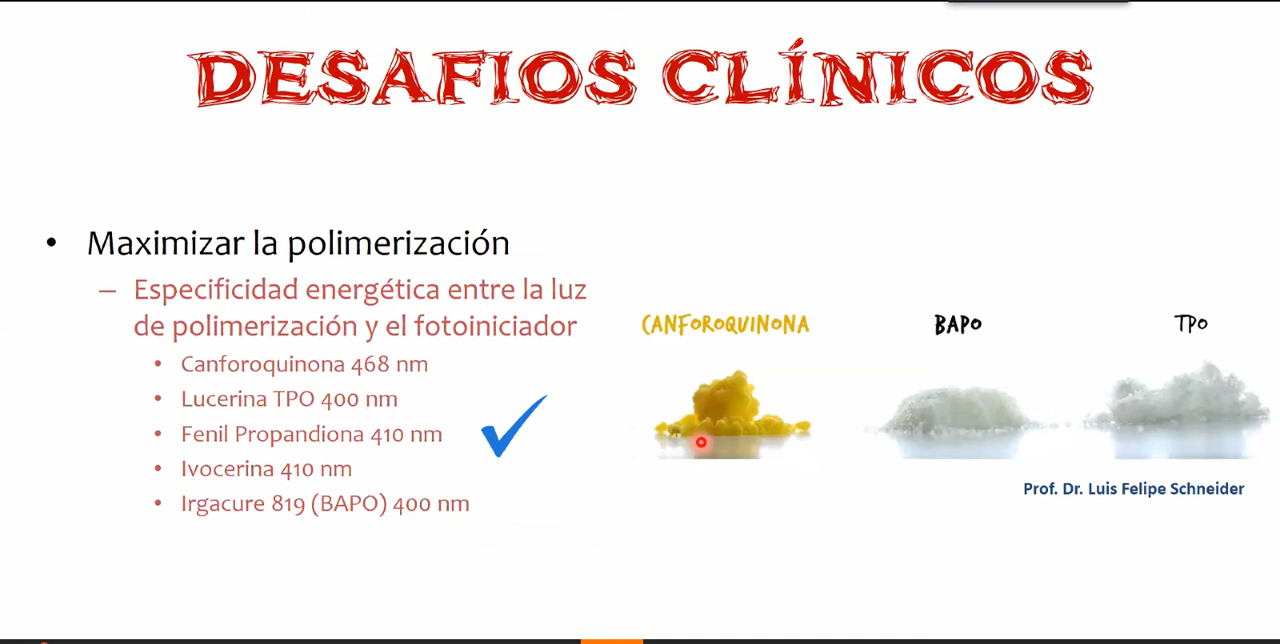 DESAFIOS CLÍNICOS
• Maximizar la polimerización
– Especificidad energética entre la luz
de polimerización y el fotoiniciador
• Canforoquinona 468 nm
• Lucerina TPO 400 nm
• Fenil Propandiona 410 nm
• Ivocerina 410 nm
• Irgacure 819 (BAPO) 400 nm
CANFOROQUINONA
BAPO
TPO
Prof. Dr. Luis Felipe Schneider